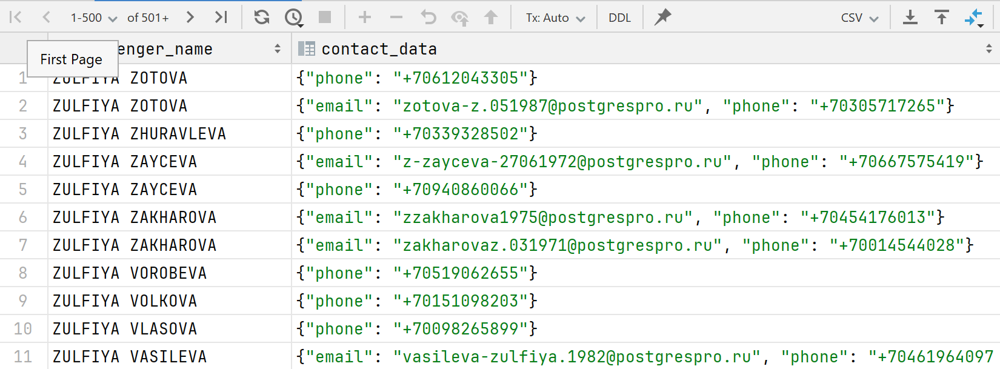 1-500 of 501+ Tx: Auto DDL CSV
enger_name contact_data
First Page
1 ZULFIYA ZOTOVA {"phone": "+70612043305"}
2 ZULFIYA ZOTOVA {"email": "zotova-z.051987@postgrespro.ru", "phone": "+70305717265"}
3 ZULFIYA ZHURAVLEVA {"phone": "+70339328502"}
4 ZULFIYA ZAYCEVA {"email": "z-zayceva-27061972@postgrespro.ru", "phone": "+70667575419"}
5 ZULFIYA ZAYCEVA {"phone": "+70940860066"}
6 ZULFIYA ZAKHAROVA {"email": "zzakharova1975@postgrespro.ru", "phone": "+70454176013"}
7 ZULFIYA ZAKHAROVA {"email": "zakharovaz.031971@postgrespro.ru", "phone": "+70014544028"}
8 ZULFIYA VOROBEVA {"phone": "+70519062655"}
9 ZULFIYA VOLKOVA {"phone": "+70151098203"}
10 ZULFIYA VLASOVA {"phone": "+70098265899"}
11 ZULFIYA VASILEVA {"email": "vasileva-zulfiya.1982@postgrespro.ru", "phone": "+70461964097